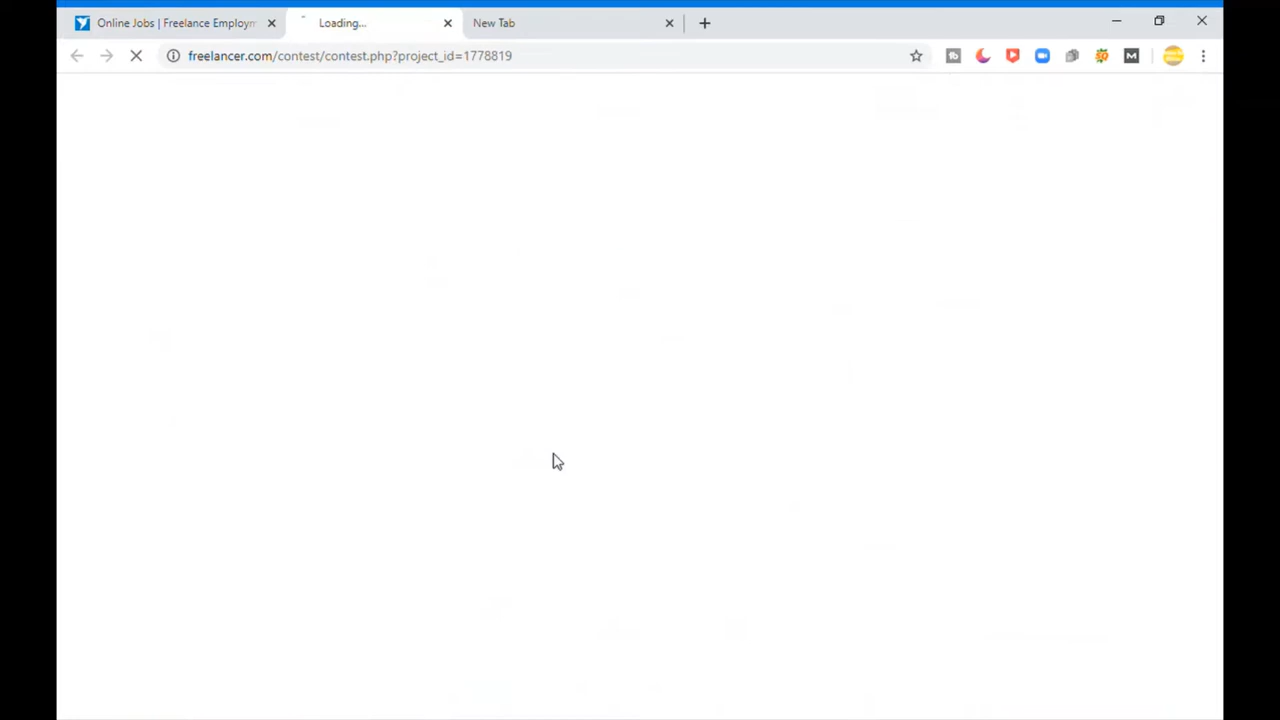 Online Jobs | Freelance Employm
Loading...
New Tab
freelancer.com/contest/contest.php?project_id=1778819